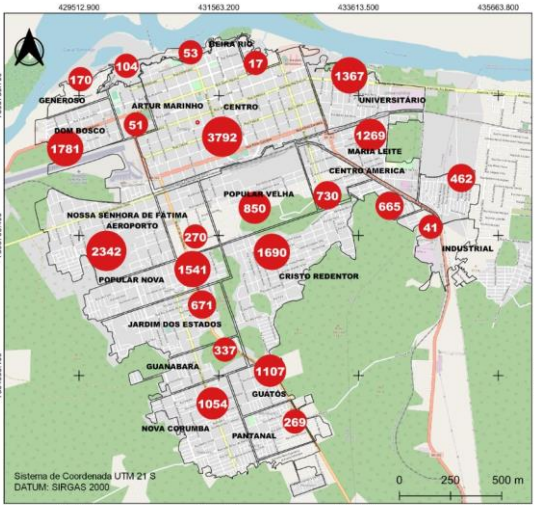 429512.900 431563.200 433613.500 435663.800
BEIRA RIO
53
104
17
170
1367
GENEROSO
ARTUR MARINHO CENTRO
UNIVERSITÁRIO
DOM BOSCO
51
3792
1269
1781
MARIA LEITE
CENTRO AMERICA
462
POPULAR VELHA
850
730
665
NOSSA SENHORA DE FÁTIMA
AEROPORTO
41
270
2342
1690
INDUSTRIAL
1541
CRISTO REDENTOR
POPULAR NOVA
671
JARDIM DOS ESTADOS
337
GUANABARA
1107
GUATÓS
1054
269
NOVA CORUMBA
PANTANAL
Sistema de Coordenada UTM 21 S
DATUM: SIRGAS 2000
0 250 500 m